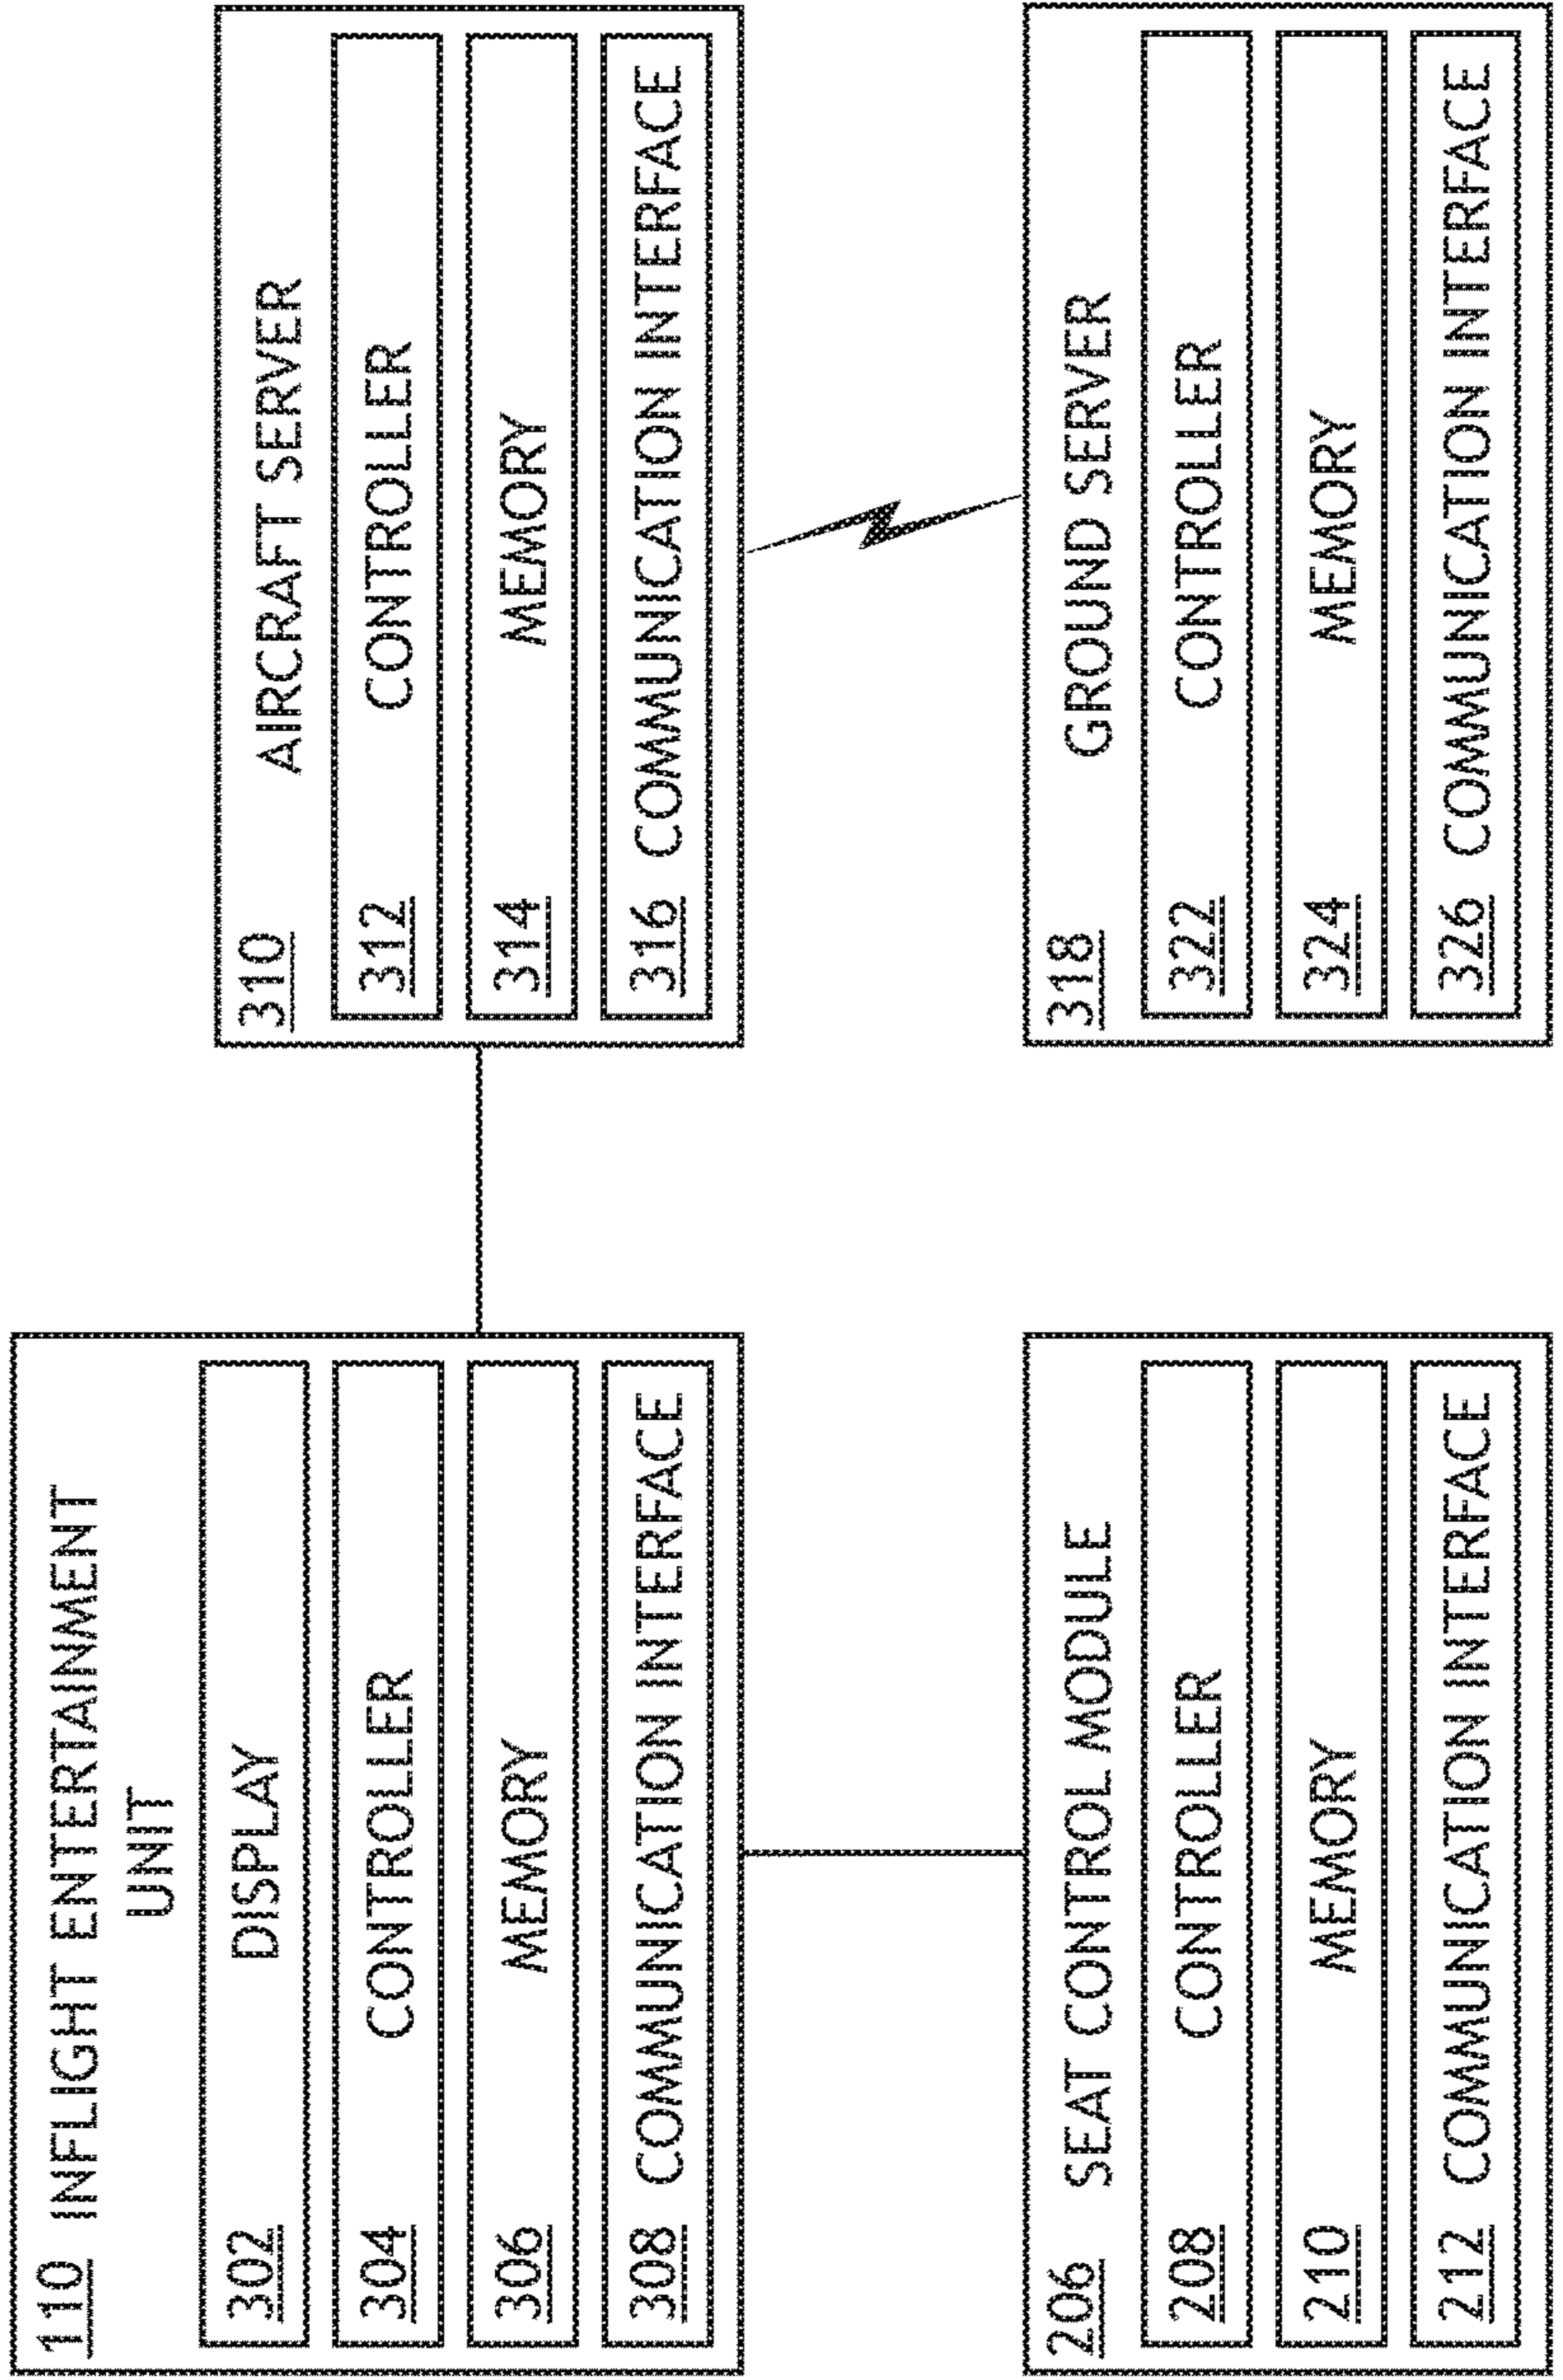 110 INFLIGHT ENTERTAINMENT
UNIT
302 DISPLAY
304 CONTROLLER
306 MEMORY
308 COMMUNICATION INTERFACE
310 AIRCRAFT SERVER
312 CONTROLLER
314 MEMORY
316 COMMUNICATION INTERFACE
206 SEAT CONTROL MODULE
208 CONTROLLER
210 MEMORY
212 COMMUNICATION INTERFACE
318 GROUND SERVER
322 CONTROLLER
324 MEMORY
326 COMMUNICATION INTERFACE